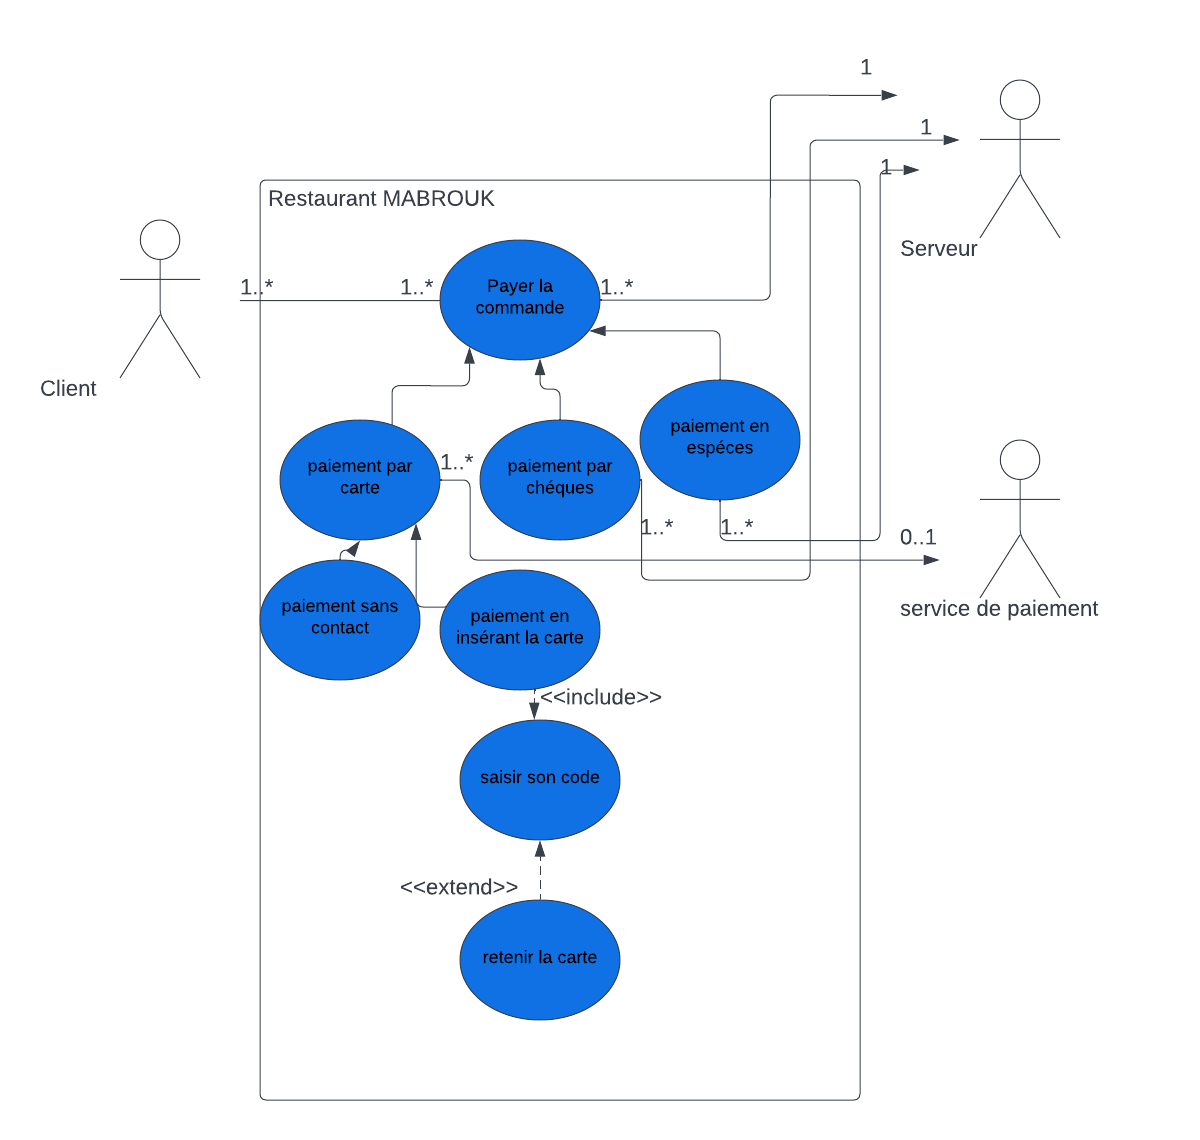 1
1
1
Restaurant MABROUK
Serveur
1..*
1..*
Payer la
commande
1..*
Client
paiement en
espéces
paiement par
carte
1..*
paiement par
chéques
1..*
1..*
0..1
service de paiement
paiement sans
contact
paiement en
insérant la carte
<<include>>
saisir son code
<<extend>>
retenir la carte